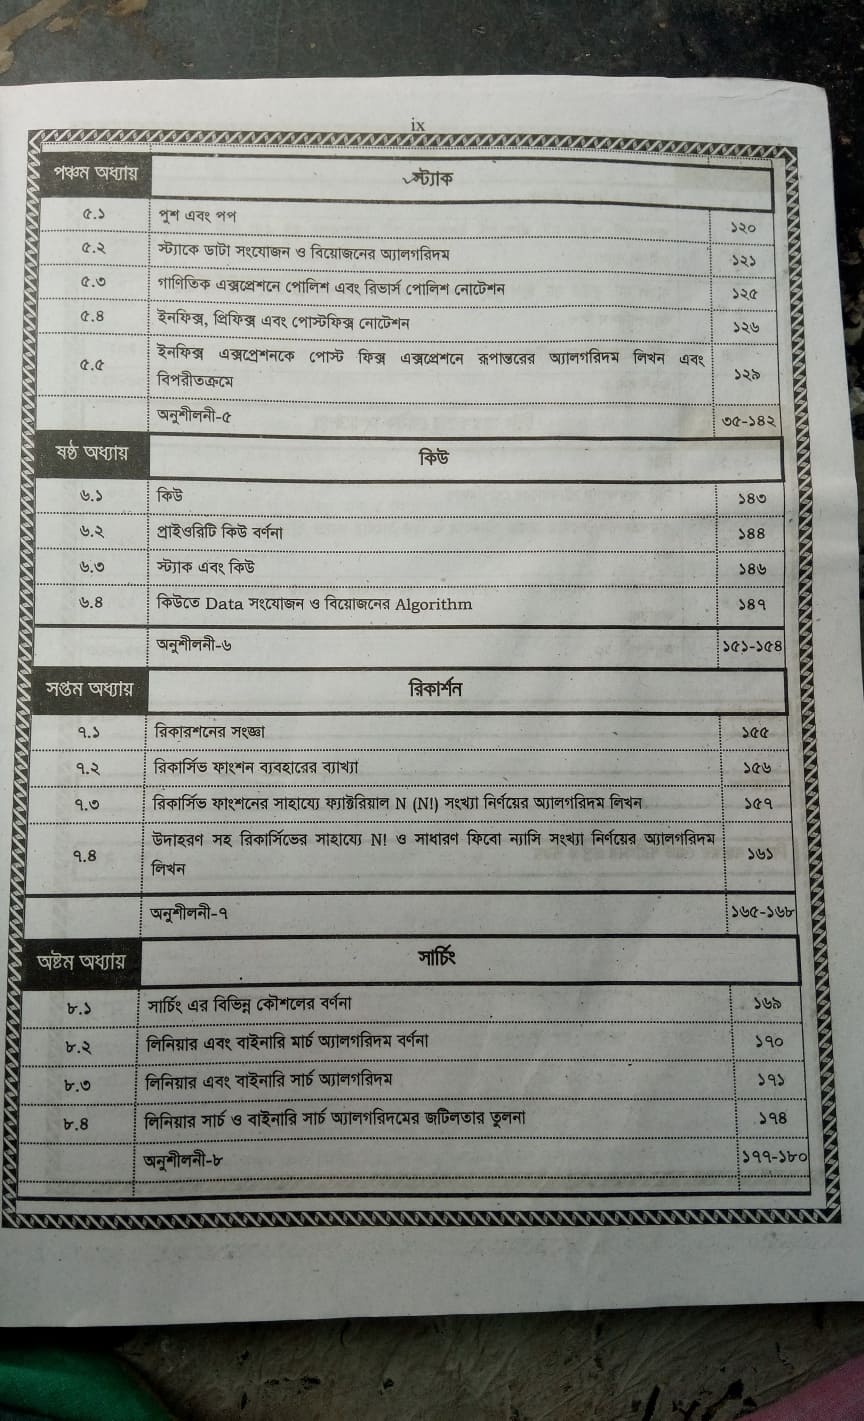 ix
পঞ্চম অধ্যায় স্ট্যাক
৫.১ পুশ এবং পপ ১২০
৫.২ স্ট্যাকে ডাটা সংযোজন ও বিয়োজনের অ্যালগরিদম ১২১
৫.৩ গাণিতিক এক্সপ্রেশনে পোলিশ এবং রিভার্স পোলিশ নোটেশন ১২৫
৫.৪ ইনফিক্স, প্রিফিক্স এবং পোস্টফিক্স নোটেশন ১২৬
৫.৫ ইনফিক্স এক্সপ্রেশনকে পোস্ট ফিক্স এক্সপ্রেশনে রূপান্তরের অ্যালগরিদম লিখন এবং
বিপরীতক্রমে ১২৯
অনুশীলনী-৫ ৩৫-১৪২
ষষ্ঠ অধ্যায় কিউ
৬.১ কিউ ১৪৩
৬.২ প্রাইওরিটি কিউ বর্ণনা ১৪৪
৬.৩ স্ট্যাক এবং কিউ ১৪৬
৬.৪ কিউতে Data সংযোজন ও বিয়োজনের Algorithm ১৪৭
অনুশীলনী-৬ ১৫১-১৫৪
সপ্তম অধ্যায় রিকার্শন
৭.১ রিকারশনের সংজ্ঞা ১৫৫
৭.২ রিকার্সিভ ফাংশন ব্যবহারের ব্যাখ্যা ১৫৬
৭.৩ রিকার্সিভ ফাংশনের সাহায্যে ফ্যাক্টরিয়াল N (N!) সংখ্যা নির্ণয়ের অ্যালগরিদম লিখন ১৫৭
৭.৪ উদাহরণ সহ রিকার্সিভের সাহায্যে N! ও সাধারণ ফিবো ন্যাসি সংখ্যা নির্ণয়ের অ্যালগরিদম
লিখন ১৬১
অনুশীলনী-৭ ১৬৫-১৬৮
অষ্টম অধ্যায় সার্চিং
৮.১ সার্চিং এর বিভিন্ন কৌশলের বর্ণনা ১৬৯
৮.২ লিনিয়ার এবং বাইনারি সার্চ অ্যালগরিদম বর্ণনা ১৭০
৮.৩ লিনিয়ার এবং বাইনারি সার্চ অ্যালগরিদম ১৭১
৮.৪ লিনিয়ার সার্চ ও বাইনারি সার্চ অ্যালগরিদমের জটিলতার তুলনা ১৭৪
অনুশীলনী-৮ ১৭৭-১৮০